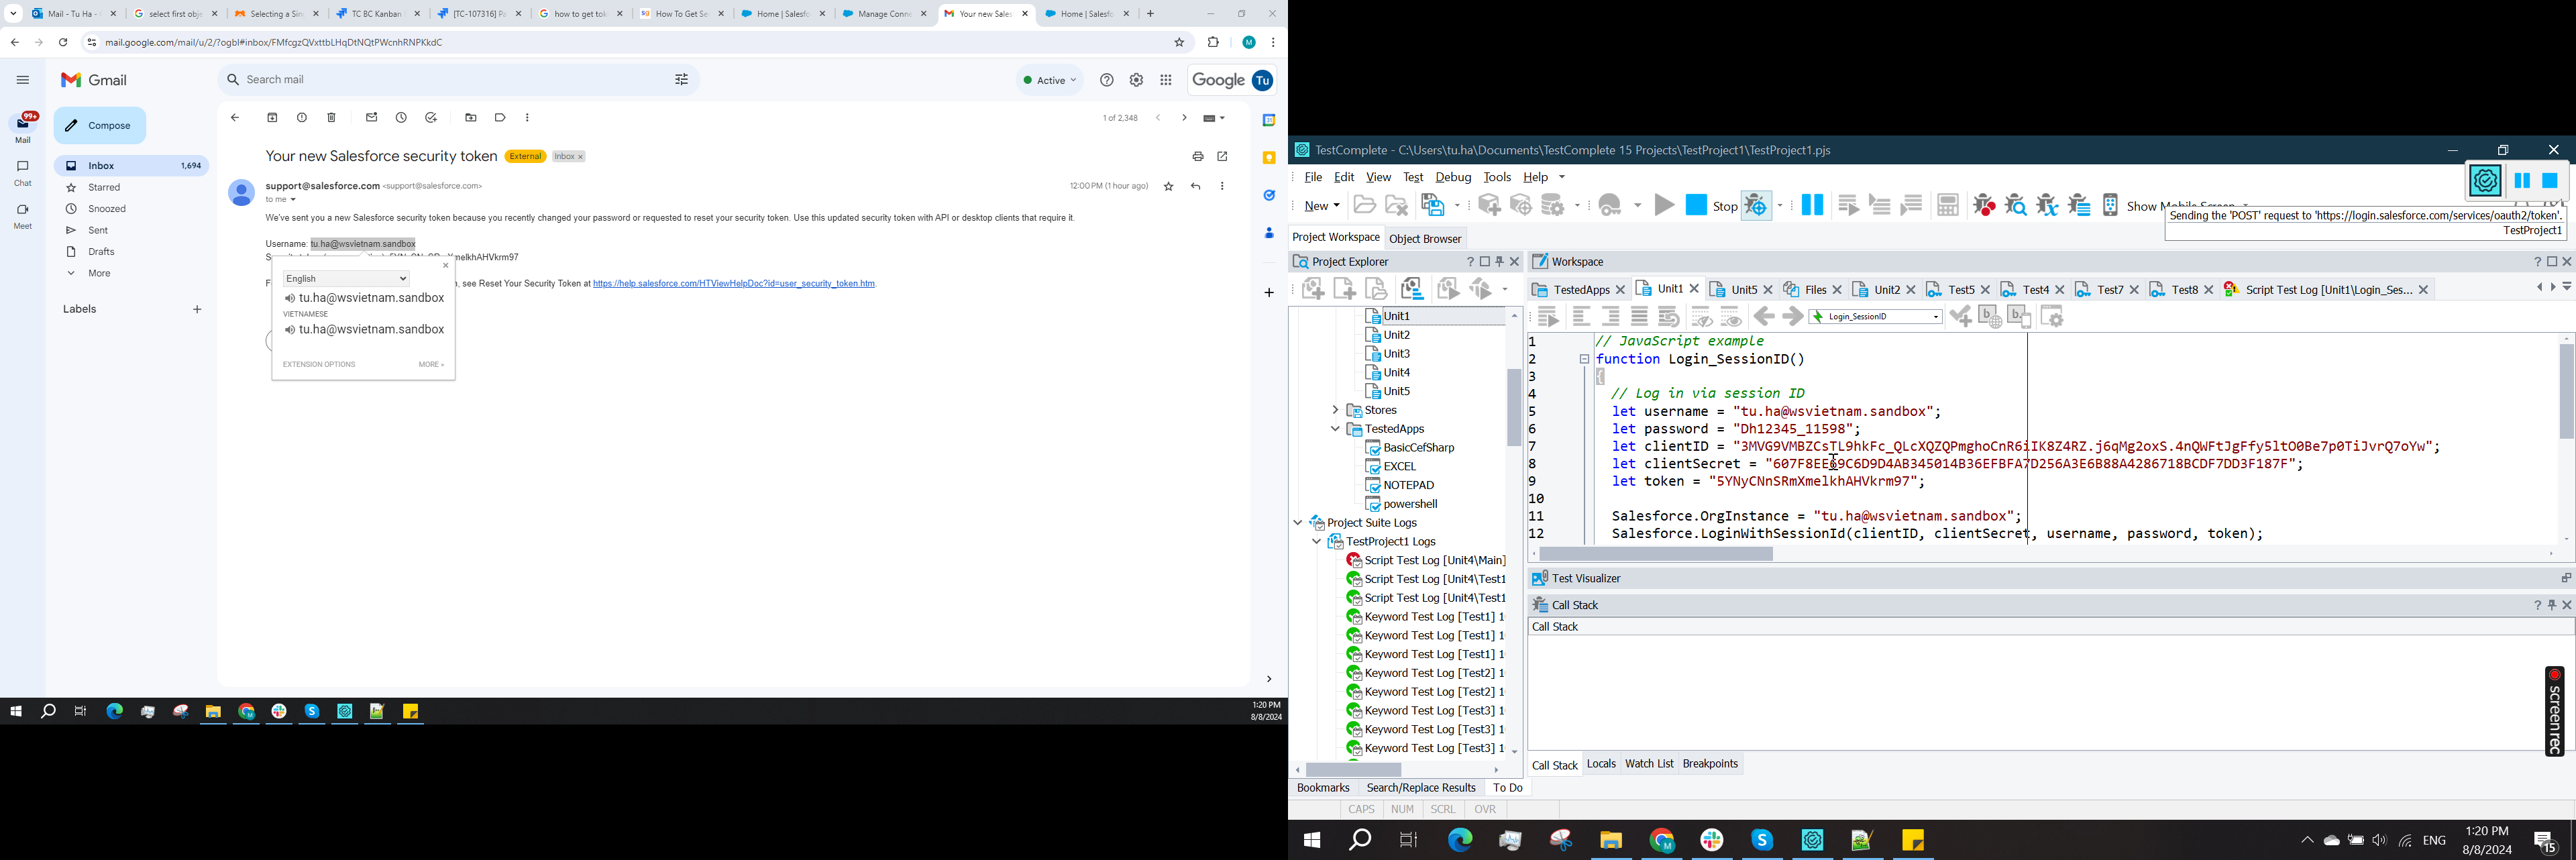 Mail - Tu Ha -
select first obje
Selecting a Sin
TC BC Kanban
[TC-107316] Pa
how to get tok
How To Get Se
Home | Salesfo
Manage Conne
Your new Sales
Home | Salesfo
mail.google.com/mail/u/2/?ogbl#inbox/FMfcgzQVxttbLHqDtNQtPWcnhRNPKkdC
M
Gmail
Search mail
Active
Google
Tu
99+
Mail
Chat
Meet
Compose
Inbox 1,694
Starred
Snoozed
Sent
Drafts
More
Labels
1 of 2,348
Your new Salesforce security token External Inbox x
support@salesforce.com <support@salesforce.com>
12:00 PM (1 hour ago)
to me
We've sent you a new Salesforce security token because you recently changed your password or requested to reset your security token. Use this updated security token with API or desktop clients that require it.
Username: tu.ha@wsvietnam.sandbox
melkhAHVkrm97
, see Reset Your Security Token at https://help.salesforce.com/HTViewHelpDoc?id=user_security_token.htm.
English
tu.ha@wsvietnam.sandbox
VIETNAMESE
tu.ha@wsvietnam.sandbox
EXTENSION OPTIONS
MORE »
1:20 PM
8/8/2024
TestComplete - C:\Users\tu.ha\Documents\TestComplete 15 Projects\TestProject1\TestProject1.pjs
File Edit View Test Debug Tools Help
New
Stop
Show Mobile Screen
Sending the 'POST' request to 'https://login.salesforce.com/services/oauth2/token'.
TestProject1
Project Workspace
Object Browser
Project Explorer
Unit1
Unit2
Unit3
Unit4
Unit5
Stores
TestedApps
BasicCefSharp
EXCEL
NOTEPAD
powershell
Project Suite Logs
TestProject1 Logs
Script Test Log [Unit4\Main]
Script Test Log [Unit4\Test1
Script Test Log [Unit4\Test1
Keyword Test Log [Test1] 1
Keyword Test Log [Test1] 1
Keyword Test Log [Test1] 1
Keyword Test Log [Test2] 1
Keyword Test Log [Test2] 1
Keyword Test Log [Test3] 1
Keyword Test Log [Test3] 1
Keyword Test Log [Test3] 1
Bookmarks
Search/Replace Results
To Do
CAPS NUM SCRL OVR
Workspace
TestedApps
Unit1
Unit5
Files
Unit2
Test5
Test4
Test7
Test8
Script Test Log [Unit1\Login_Ses...
Login_SessionID
1 // JavaScript example
2 function Login_SessionID()
3 {
4 // Log in via session ID
5 let username = "tu.ha@wsvietnam.sandbox";
6 let password = "Dh12345_11598";
7 let clientID = "3MVG9VMBZCsTL9hkFc_QLcXQZQPmghoCnR6iIK8Z4RZ.j6qMg2oxS.4nQWFtJgFfy5ltO0Be7p0TiJvrQ7oYw";
8 let clientSecret = "607F8EE69C6D9D4AB345014B36EFBFA7D256A3E6B88A4286718BCDF7DD3F187F";
9 let token = "5YNyCNnSRmXmelkhAHVkrm97";
10
11 Salesforce.OrgInstance = "tu.ha@wsvietnam.sandbox";
12 Salesforce.LoginWithSessionId(clientID, clientSecret, username, password, token);
Test Visualizer
Call Stack
Call Stack
Call Stack
Locals
Watch List
Breakpoints
screenrec
ENG
1:20 PM
8/8/2024
15